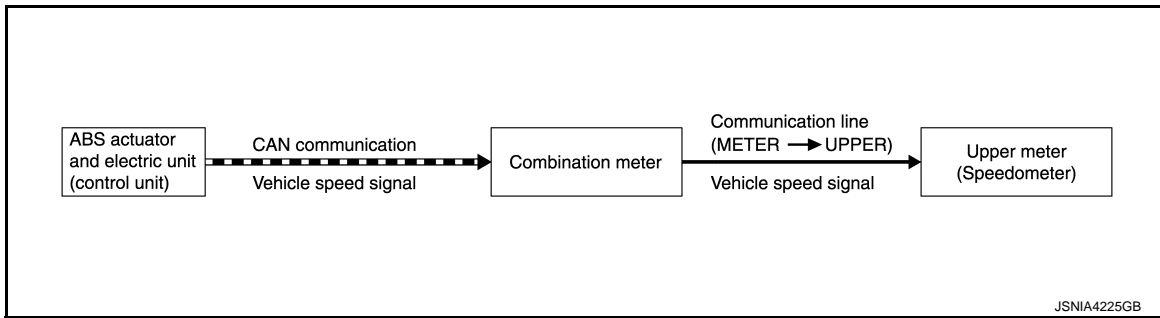 ABS actuator
and electric unit
(control unit)
CAN communication
Vehicle speed signal
Combination meter
Communication line
(METER → UPPER)
Vehicle speed signal
Upper meter
(Speedometer)
JSNIA4225GB